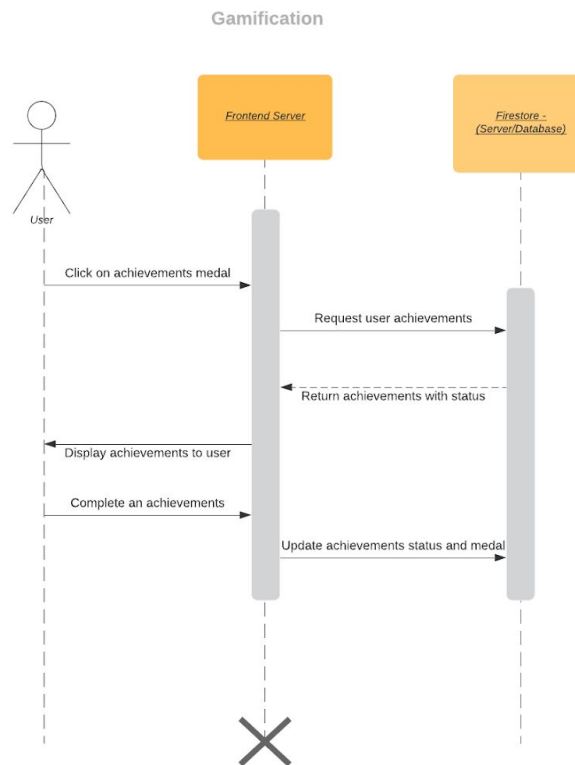 Gamification
Frontend Server
Firestore -
(Server/Database)
User
Click on achievements medal
Request user achievements
Return achievements with status
Display achievements to user
Complete an achievements
Update achievements status and medal